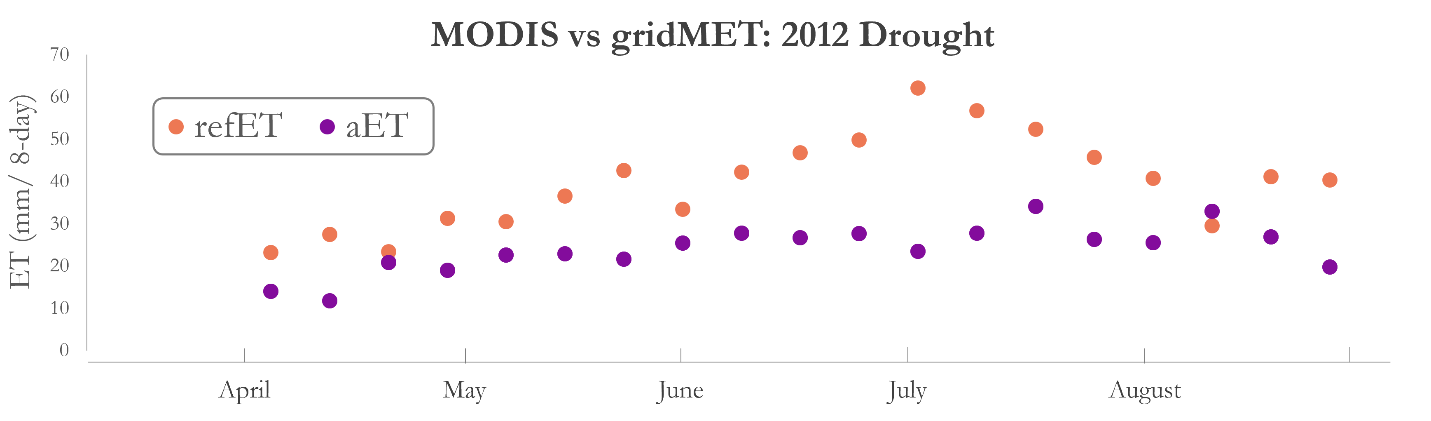 MODIS vs gridMET: 2012 Drought
ET (mm/ 8-day)
70
60
50
40
30
20
10
0
refET
aET
April
May
June
July
August